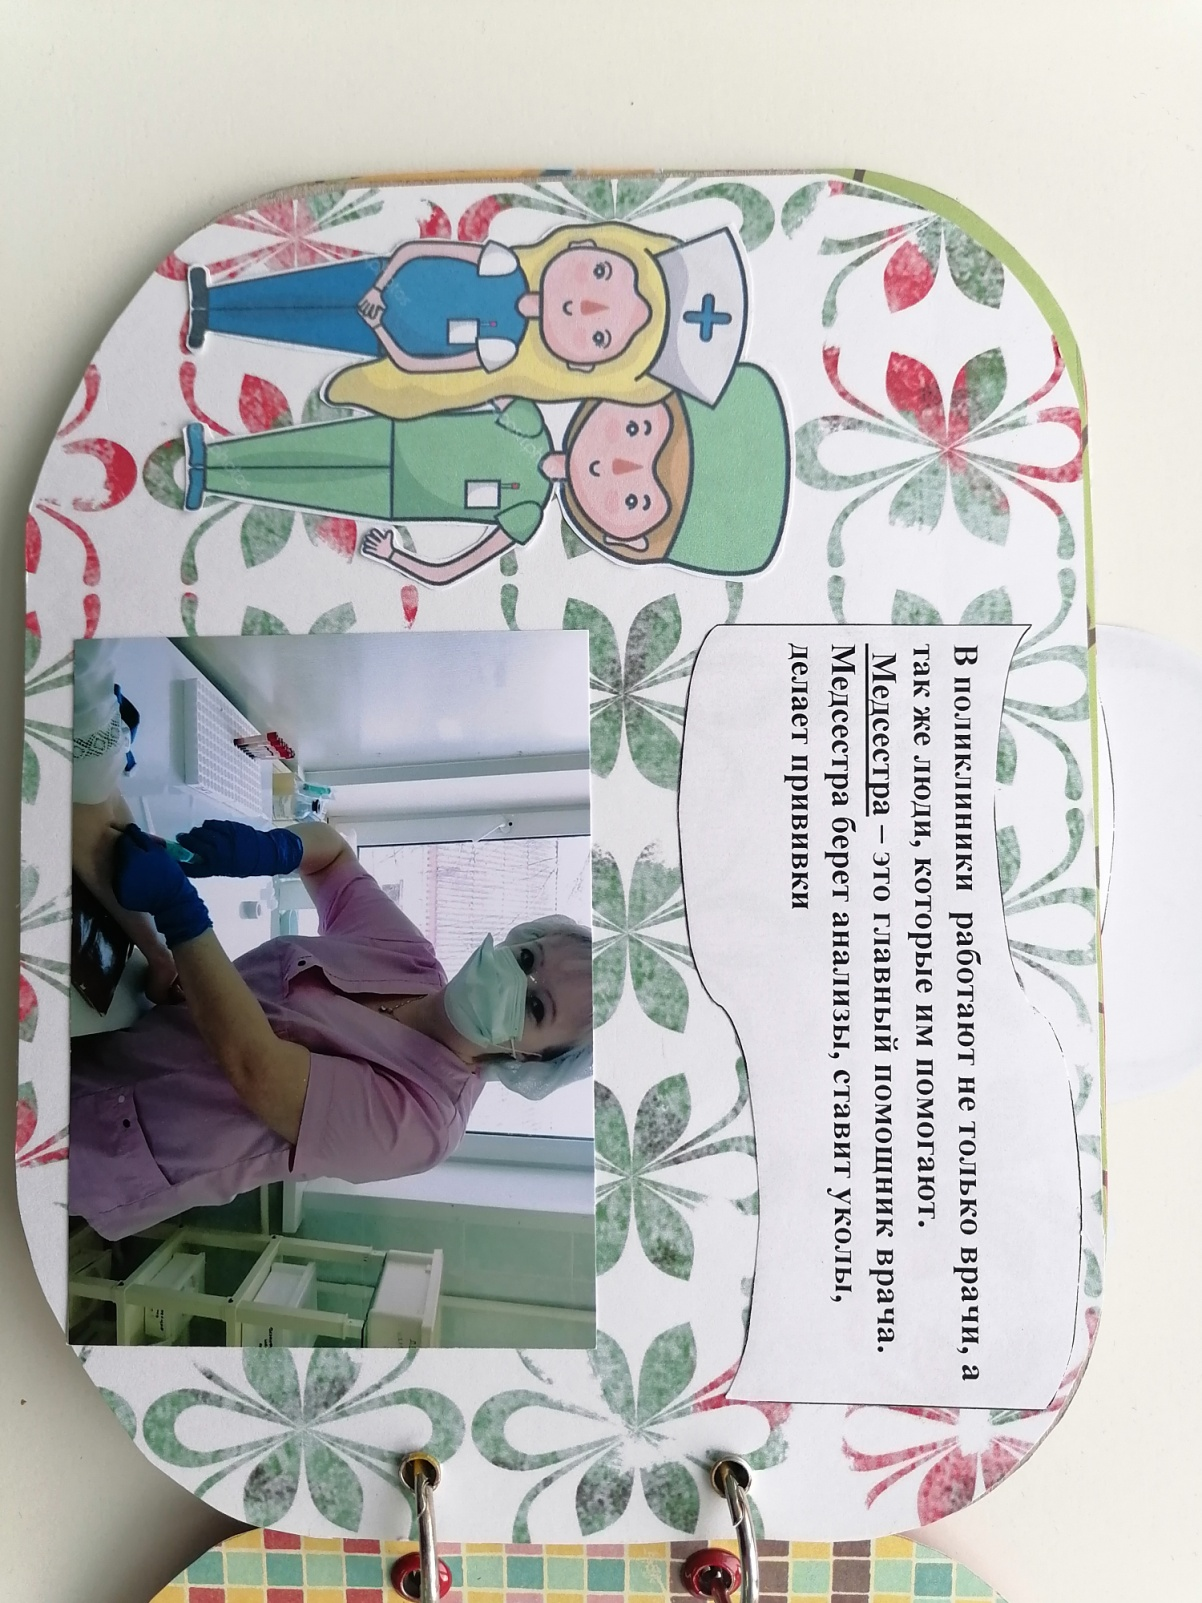 В поликлиники работают не только врачи, а
так же люди, которые им помогают.
Медсестра – это главный помощник врача.
Медсестра берет анализы, ставит уколы,
делает прививки